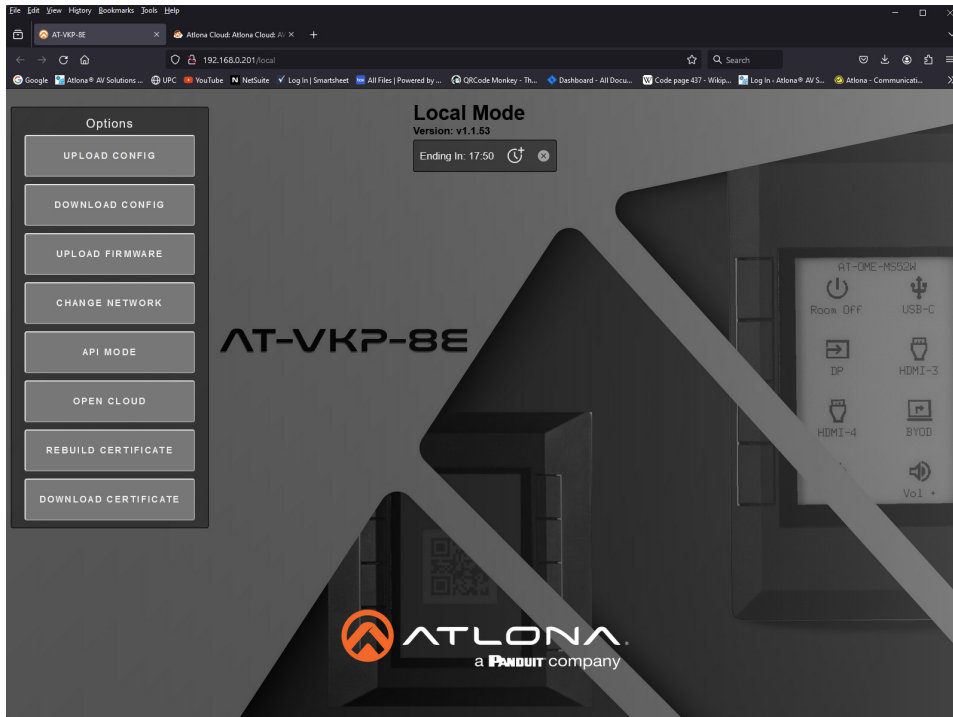 File Edit View History Bookmarks Tools Help
AT-VKP-8E
Atlona Cloud: Atlona Cloud: AV
192.168.0.201/local
Search
Google Atlona® AV Solutions ... UPC YouTube NetSuite Log In | Smartsheet All Files | Powered by ... QRCode Monkey - Th... Dashboard - All Docu... Code page 437 - Wikip... Log In ‹ Atlona® AV S... Atlona - Communicati...
Options
UPLOAD CONFIG
DOWNLOAD CONFIG
UPLOAD FIRMWARE
CHANGE NETWORK
API MODE
OPEN CLOUD
REBUILD CERTIFICATE
DOWNLOAD CERTIFICATE
Local Mode
Version: v1.1.53
Ending In: 17:50
AT-VKP-8E
AT-OME-MS52W
Room Off USB-C
DP HDMI-3
HDMI-4 BYOD
Vol +
ATLONA.
a PANDUIT company